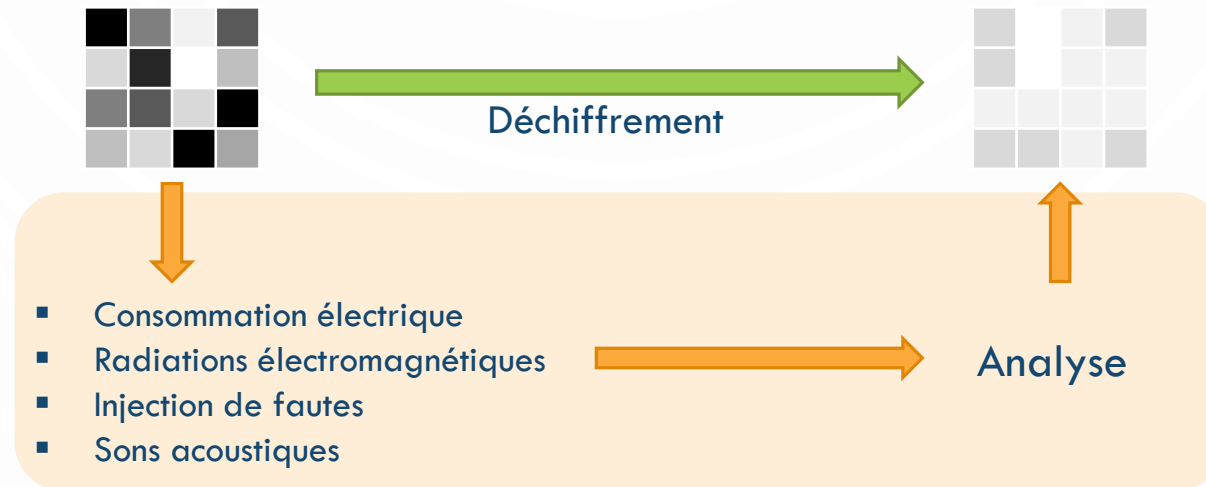 Déchiffrement
▪ Consommation électrique
▪ Radiations électromagnétiques
▪ Injection de fautes
▪ Sons acoustiques
Analyse